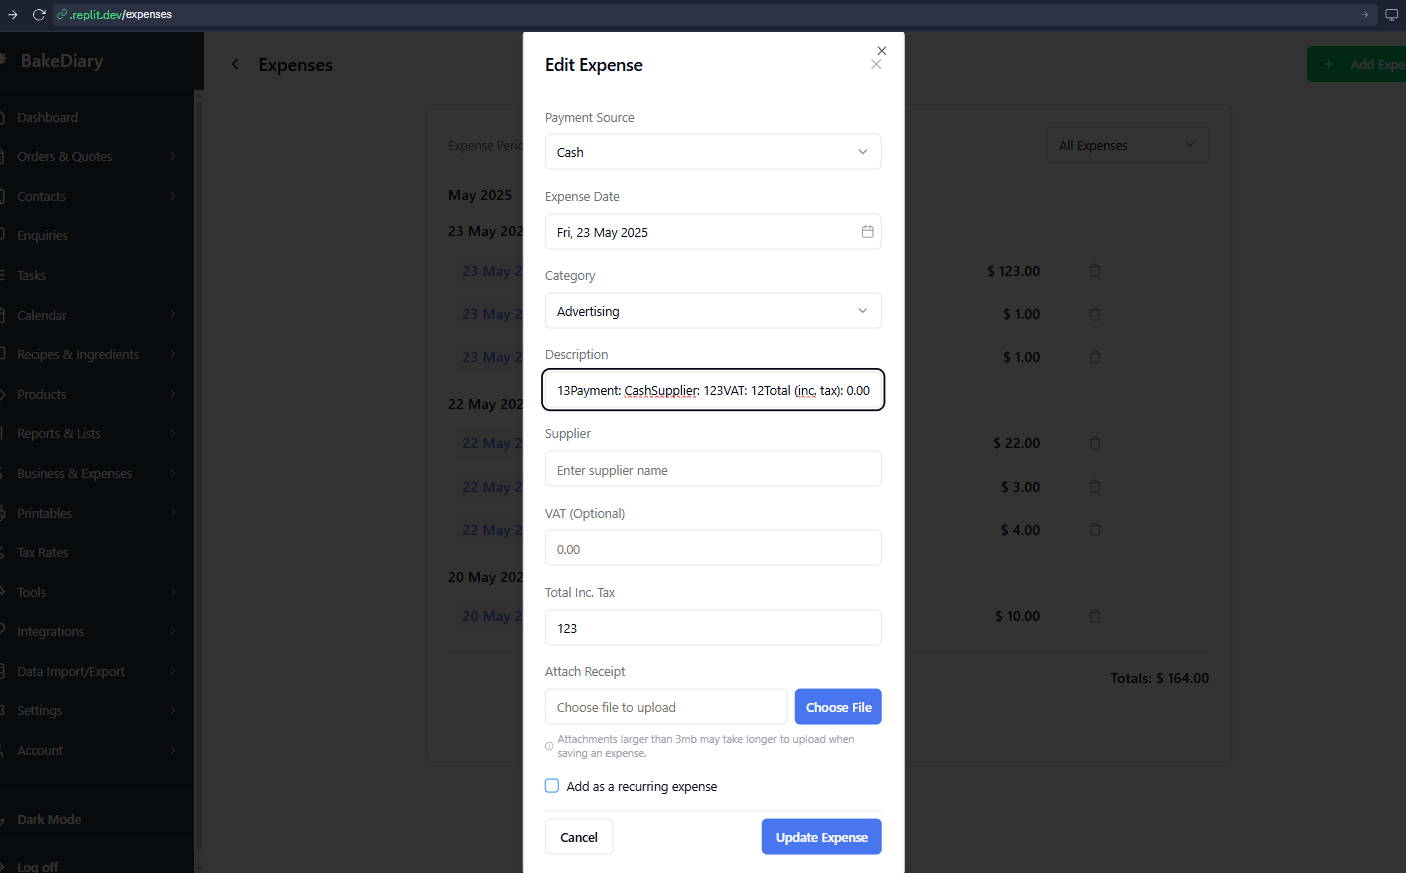 .replit.dev/expenses
BakeDiary
Dashboard
Orders & Quotes
Contacts
Enquiries
Tasks
Calendar
Recipes & Ingredients
Products
Reports & Lists
Business & Expenses
Printables
Tax Rates
Tools
Integrations
Data Import/Export
Settings
Account
Dark Mode
Log off
Expenses
Add Expe
Expense Peric
All Expenses
May 2025
23 May 202
23 May 2
$ 123.00
23 May 2
$ 1.00
23 May 2
$ 1.00
22 May 202
22 May 2
$ 22.00
22 May 2
$ 3.00
22 May 2
$ 4.00
20 May 202
20 May 2
$ 10.00
Totals: $ 164.00
Edit Expense
Payment Source
Cash
Expense Date
Fri, 23 May 2025
Category
Advertising
Description
13Payment: CashSupplier: 123VAT: 12Total (inc. tax): 0.00
Supplier
Enter supplier name
VAT (Optional)
0.00
Total Inc. Tax
123
Attach Receipt
Choose file to upload
Choose File
Attachments larger than 3mb may take longer to upload when
saving an expense.
Add as a recurring expense
Cancel
Update Expense